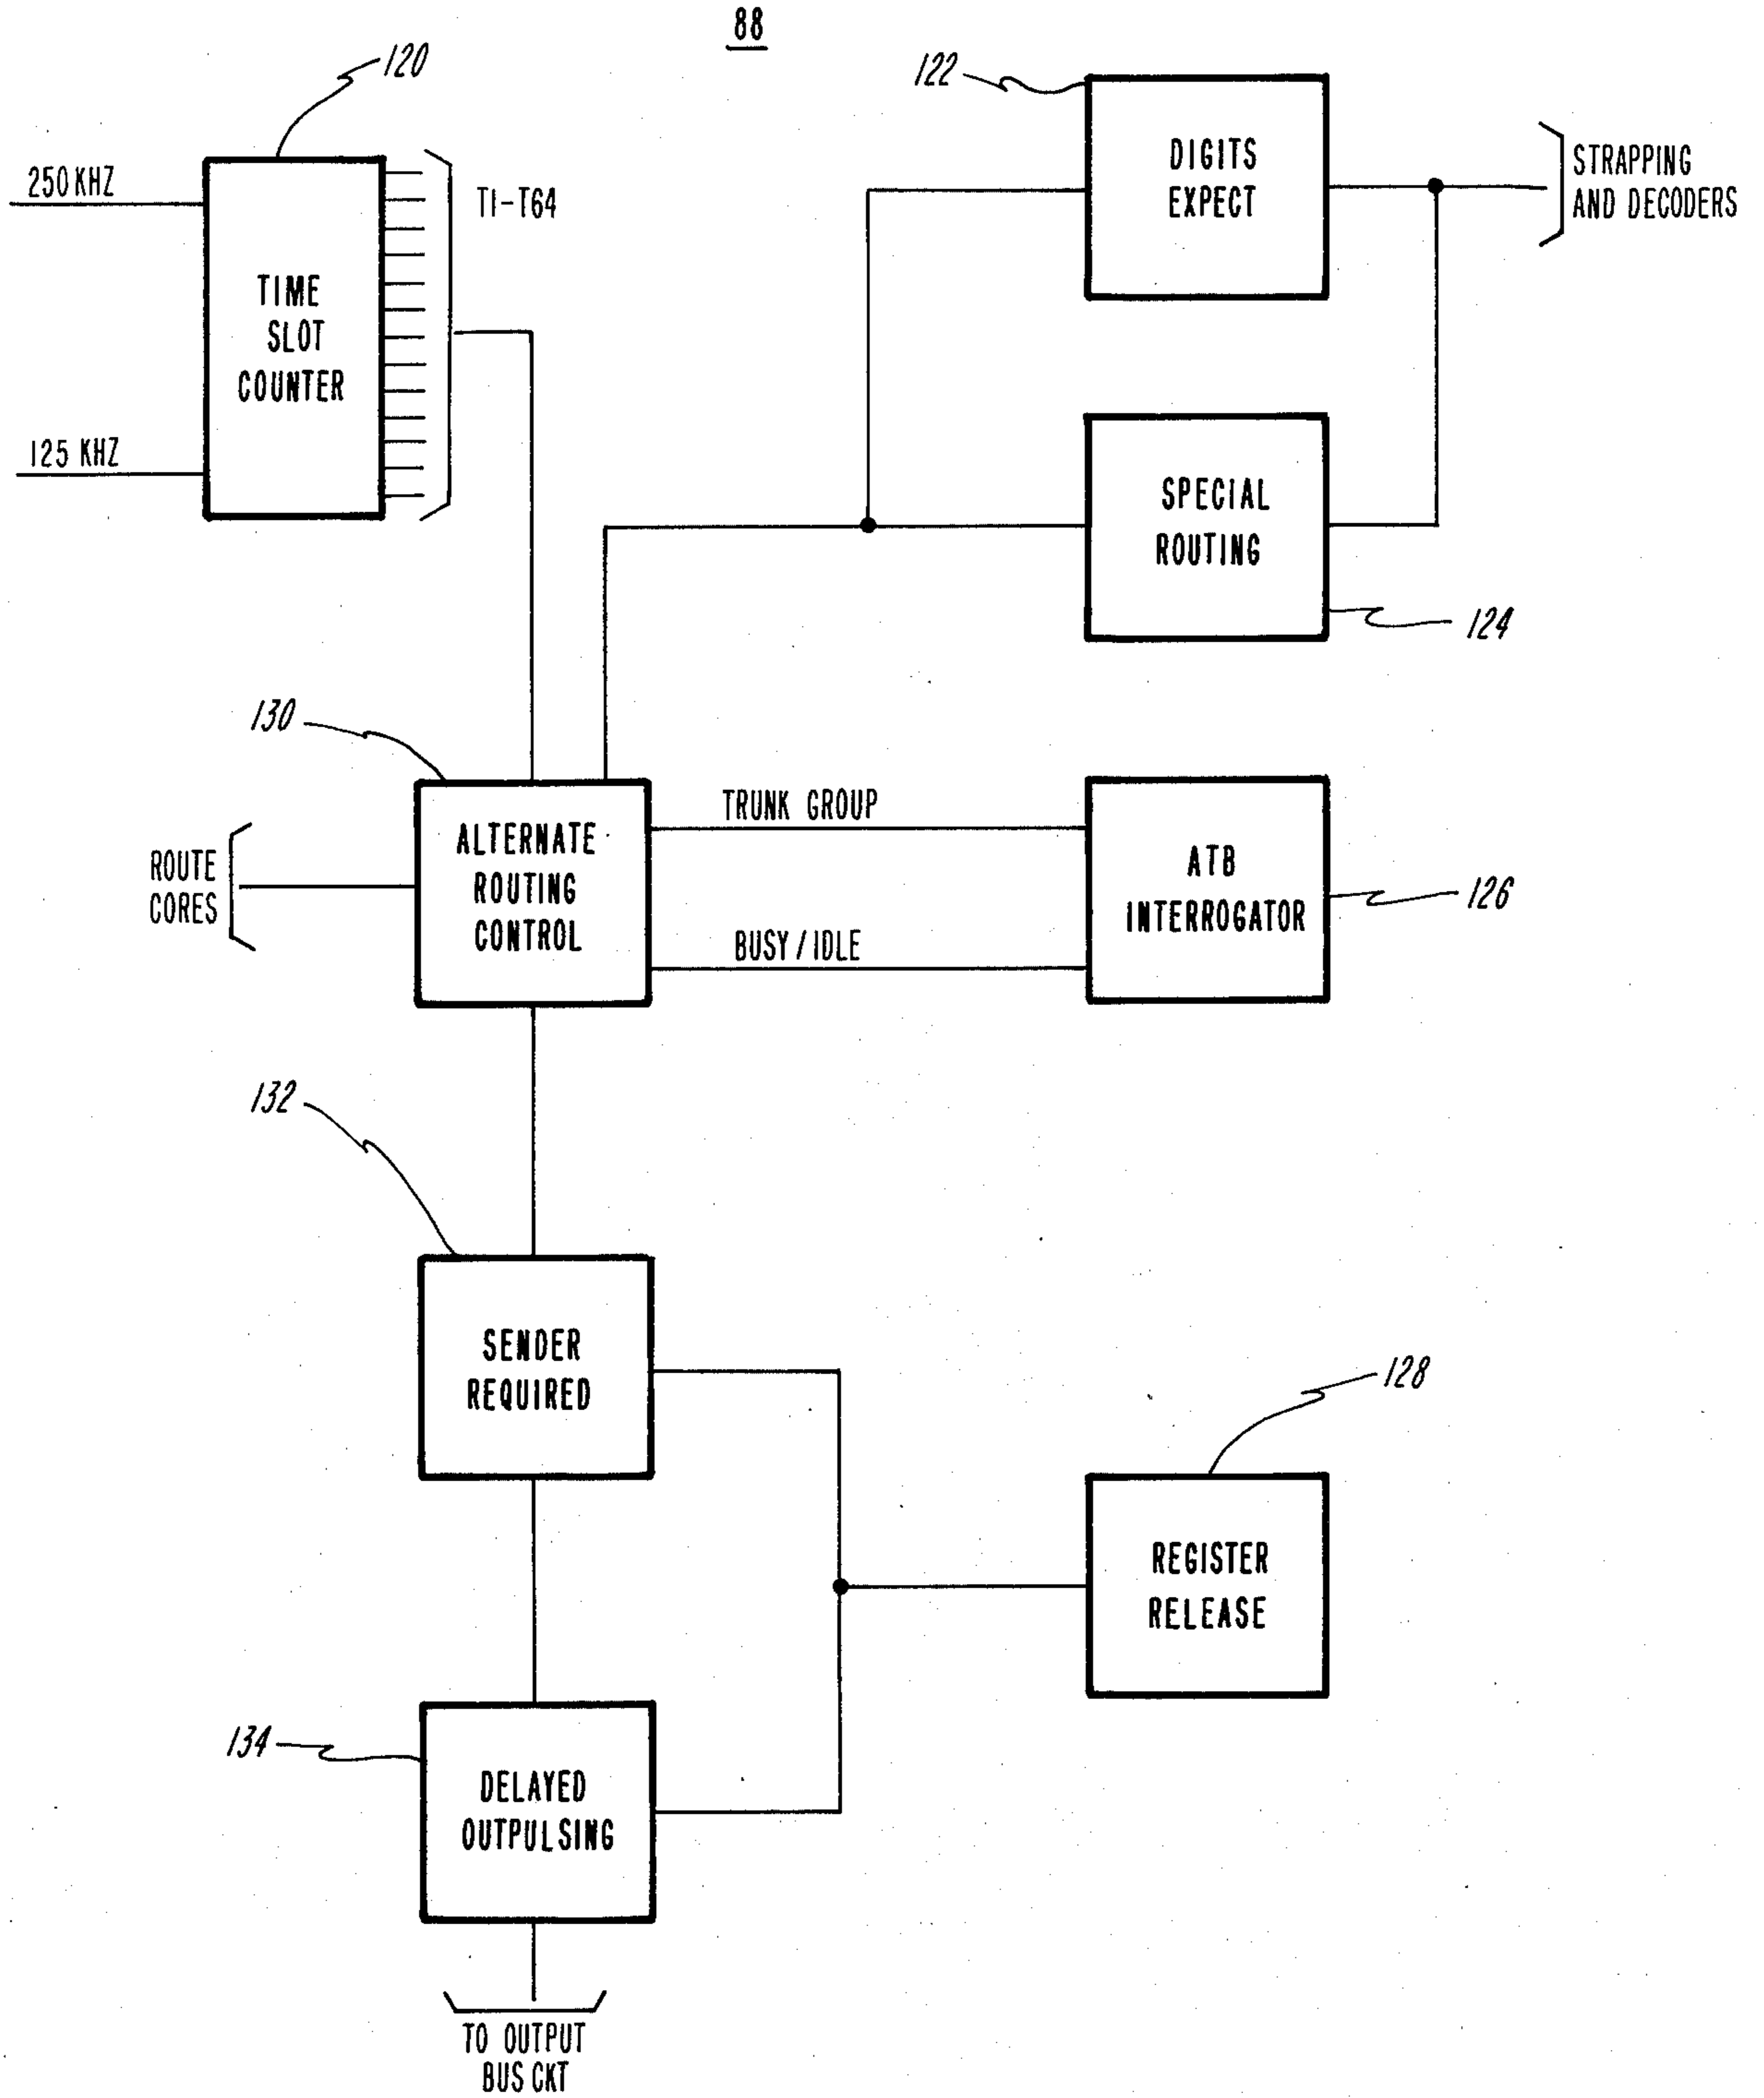 88
120
122
250 KHZ
T1-T64
TIME
SLOT
COUNTER
125 KHZ
DIGITS
EXPECT
STRAPPING
AND DECODERS
SPECIAL
ROUTING
124
130
ROUTE
CORES
ALTERNATE
ROUTING
CONTROL
TRUNK GROUP
BUSY / IDLE
ATB
INTERROGATOR
126
132
SENDER
REQUIRED
128
REGISTER
RELEASE
134
DELAYED
OUTPULSING
TO OUTPUT
BUS CKT